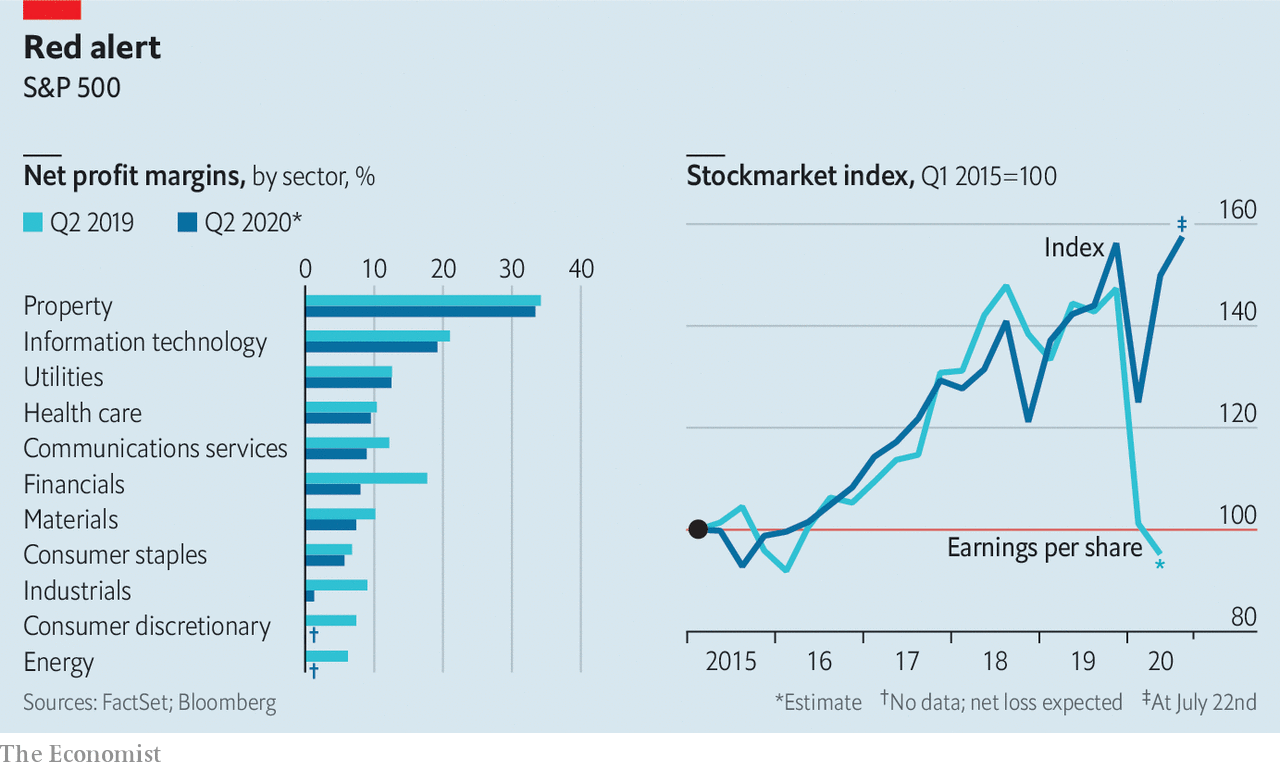 Red alert
S&P 500
Net profit margins, by sector, %
Q2 2019 Q2 2020*
0 10 20 30 40
Property
Information technology
Utilities
Health care
Communications services
Financials
Materials
Consumer staples
Industrials
Consumer discretionary †
Energy †
Stockmarket index, Q1 2015=100
160
‡
Index
140
120
100
Earnings per share
*
80
2015 16 17 18 19 20
Sources: FactSet; Bloomberg
*Estimate †No data; net loss expected ‡At July 22nd
The Economist